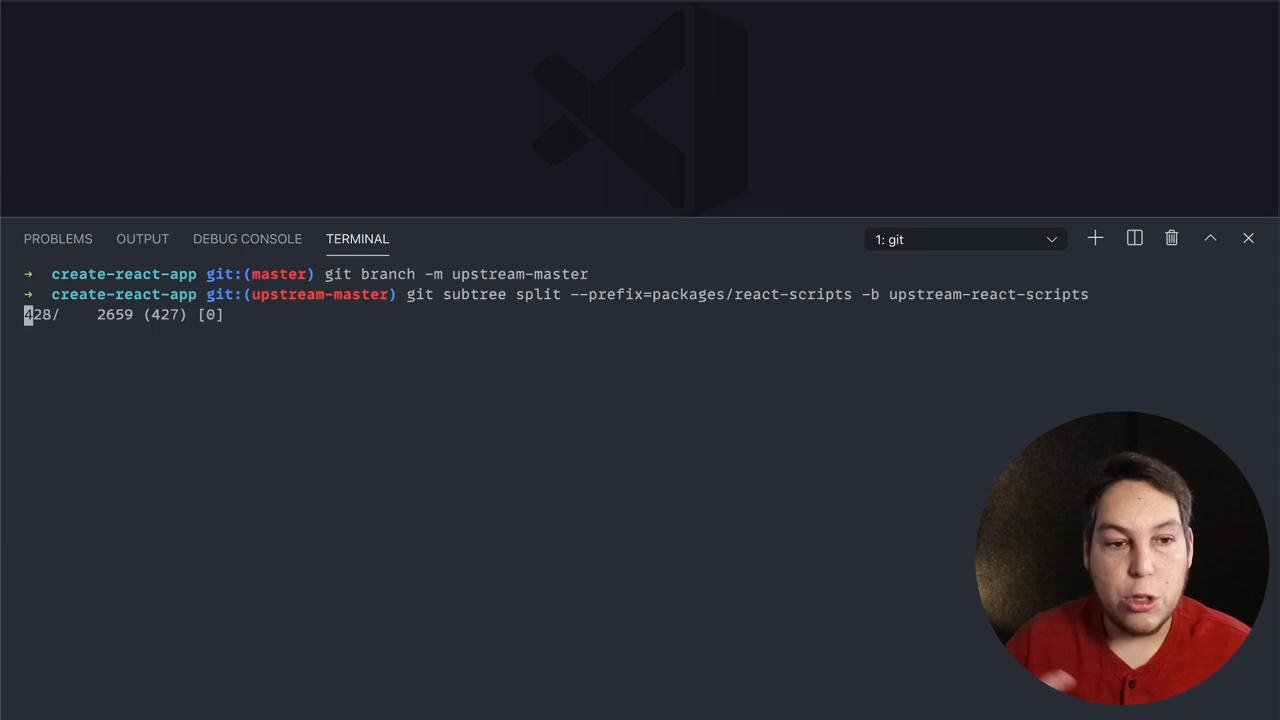 PROBLEMS OUTPUT DEBUG CONSOLE TERMINAL 1: git
→ create-react-app git:(master) git branch -m upstream-master
→ create-react-app git:(upstream-master) git subtree split --prefix=packages/react-scripts -b upstream-react-scripts
428/ 2659 (427) [0]